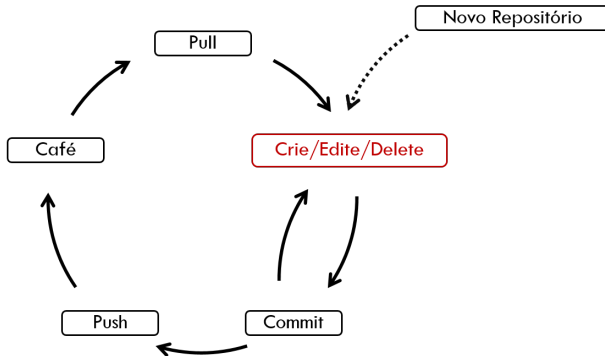 Novo Repositório
Pull
Crie/Edite/Delete
Café
Push
Commit